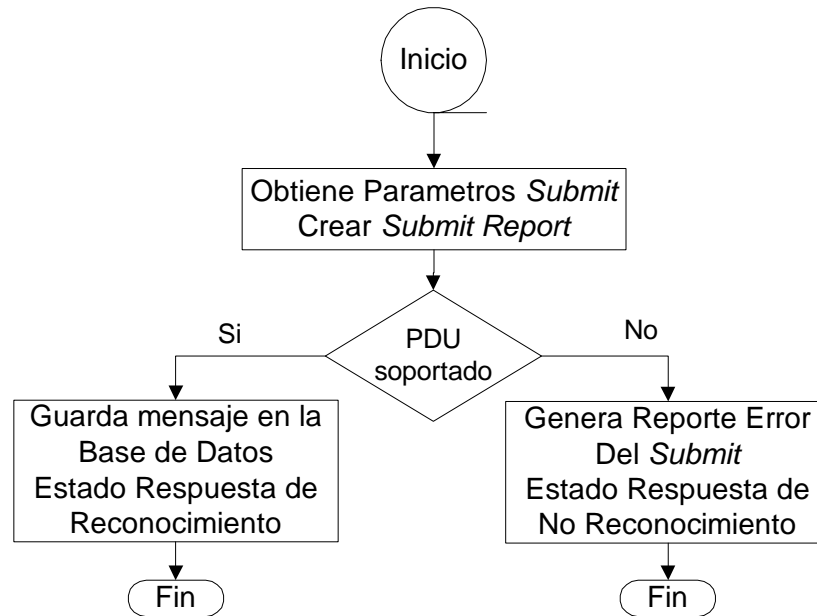 Inicio
Obtiene Parametros Submit
Crear Submit Report
PDU
soportado
Si
No
Guarda mensaje en la
Base de Datos
Estado Respuesta de
Reconocimiento
Genera Reporte Error
Del Submit
Estado Respuesta de
No Reconocimiento
Fin
Fin